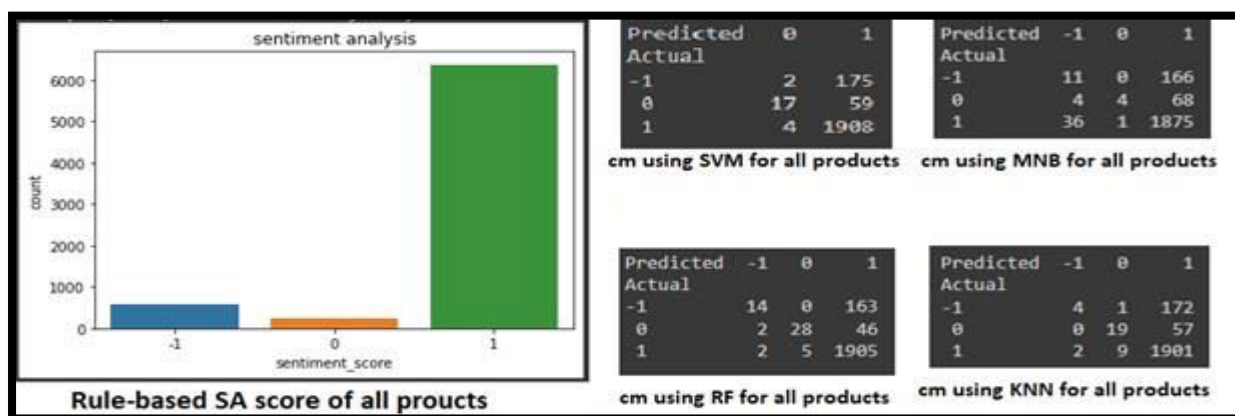 sentiment analysis
6000
5000
4000
3000
2000
1000
0
count
-1 0 1
sentiment_score
Rule-based SA score of all proucts
Predicted 0 1
Actual
-1 2 175
0 17 59
1 4 1908
cm using SVM for all products
Predicted -1 0 1
Actual
-1 11 0 166
0 4 4 68
1 36 1 1875
cm using MNB for all products
Predicted -1 0 1
Actual
-1 14 0 163
0 2 28 46
1 2 5 1905
cm using RF for all products
Predicted -1 0 1
Actual
-1 4 1 172
0 0 19 57
1 2 9 1901
cm using KNN for all products